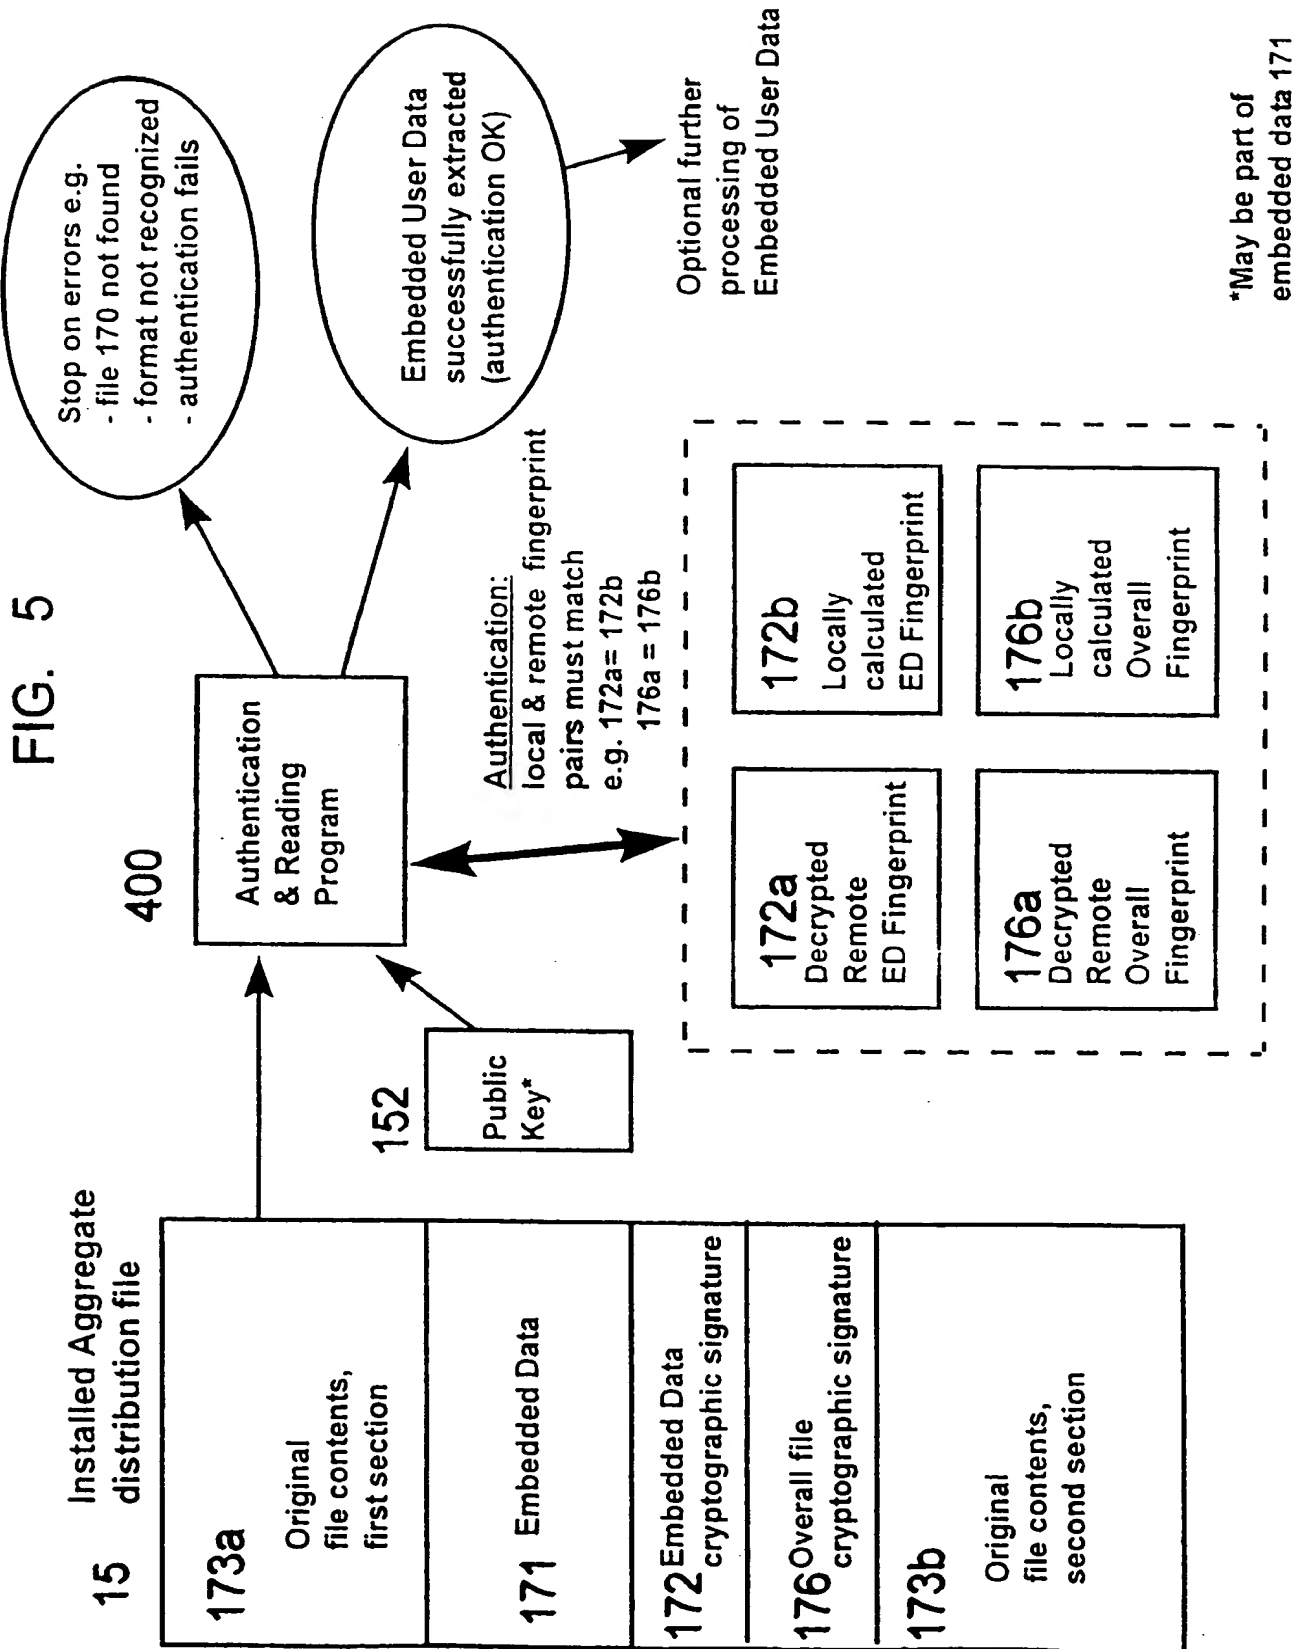 FIG. 5
15
Installed Aggregate
distribution file
173a
Original
file contents,
first section
171 Embedded Data
172 Embedded Data
cryptographic signature
176 Overall file
cryptographic signature
173b
Original
file contents,
second section
152
Public
Key*
400
Authentication
& Reading
Program
Stop on errors e.g.
- file 170 not found
- format not recognized
- authentication fails
Embedded User Data
successfully extracted
(authentication OK)
Optional further
processing of
Embedded User Data
Authentication:
local & remote fingerprint
pairs must match
e.g. 172a= 172b
176a = 176b
172a
Decrypted
Remote
ED Fingerprint
172b
Locally
calculated
ED Fingerprint
176a
Decrypted
Remote
Overall
Fingerprint
176b
Locally
calculated
Overall
Fingerprint
*May be part of
embedded data 171